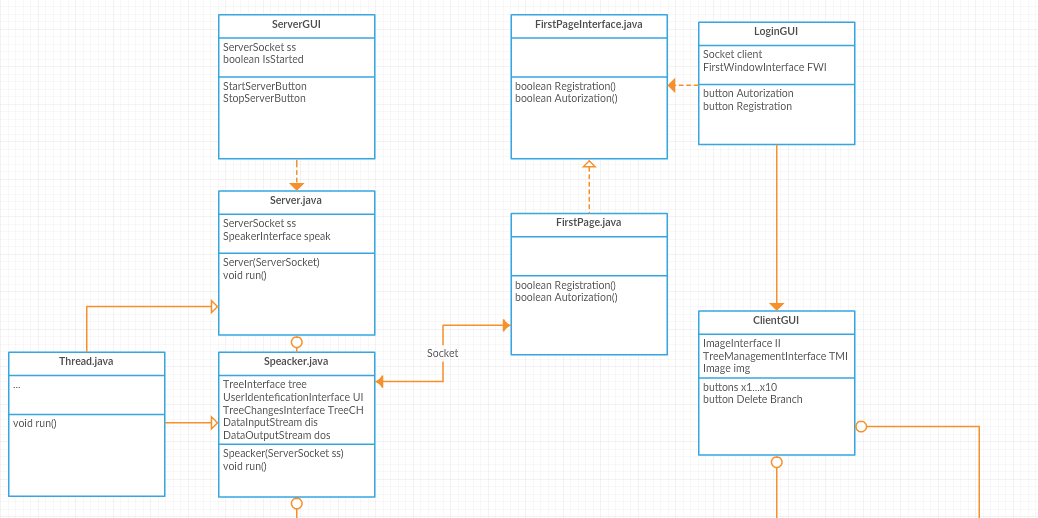 ServerGUI
ServerSocket ss
boolean IsStarted
StartServerButton
StopServerButton
FirstPageInterface.java
boolean Registration()
boolean Autorization()
LoginGUI
Socket client
FirstWindowInterface FWI
button Autorization
button Registration
Server.java
ServerSocket ss
SpeakerInterface speak
Server(ServerSocket)
void run()
FirstPage.java
boolean Registration()
boolean Autorization()
Socket
ClientGUI
ImageInterface II
TreeManagementInterface TMI
Image img
buttons x1...x10
button Delete Branch
Thread.java
...
void run()
Speacker.java
TreeInterface tree
UserIdenteficationInterface UI
TreeChangesInterface TreeCH
DataInputStream dis
DataOutputStream dos
Speacker(ServerSocket ss)
void run()